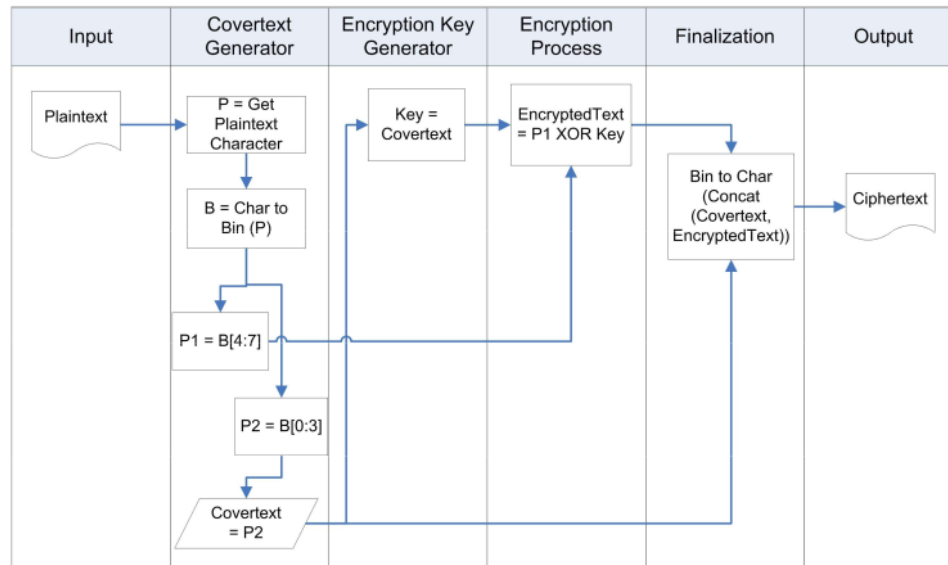 Input
Covertext
Generator
Encryption Key
Generator
Encryption
Process
Finalization
Output
Plaintext
P = Get
Plaintext
Character
Key =
Covertext
EncryptedText
= P1 XOR Key
B = Char to
Bin (P)
Bin to Char
(Concat
(Covertext,
EncryptedText))
Ciphertext
P1 = B[4:7]
P2 = B[0:3]
Covertext
= P2